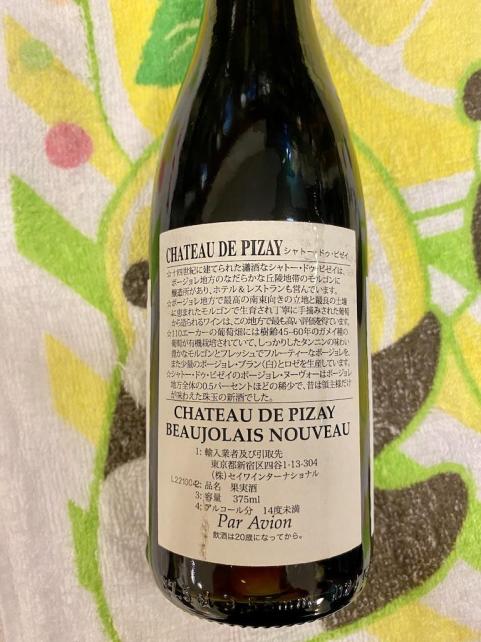 CHATEAU DE PIZAY シャトー・ドゥ・ピゼイ
☆十四世紀に建てられた瀟洒なシャトー・ドゥ・ピゼイは、
ボージョレ地方のなだらかな丘陵地帯のモルゴンに
醸造所があり、ホテル&レストランも営んでいます。
☆ボージョレ地方で最高の南東向きの立地と最良の土壌
に恵まれたモルゴンで生育され丁寧に手摘みされた葡萄
から造られるワインは、この地方で最も高い評価を得ています。
☆110エーカーの葡萄畑には樹齢45-60年のガメイ種の
葡萄が有機栽培されていて、しっかりしたタンニンの味わい
豊かなモルゴンとフレッシュでフルーティーなボージョレを、
また少量のボージョレ・ブラン(白)とロゼを生産しています。
☆シャトー・ドゥ・ピゼイのボージョレ・ヌーヴォーはボージョレ
地方全体の0.5パーセントほどの稀少で、昔は領主様だけ
が味わえた珠玉の新酒でした。
CHATEAU DE PIZAY
BEAUJOLAIS NOUVEAU
1: 輸入業者及び引取先
東京都新宿区四谷1-13-304
(株)セイワインターナショナル
L221004
2: 品名 果実酒
3: 容量 375ml
4: アルコール分 14度未満
Par Avion
飲酒は20歳になってから。